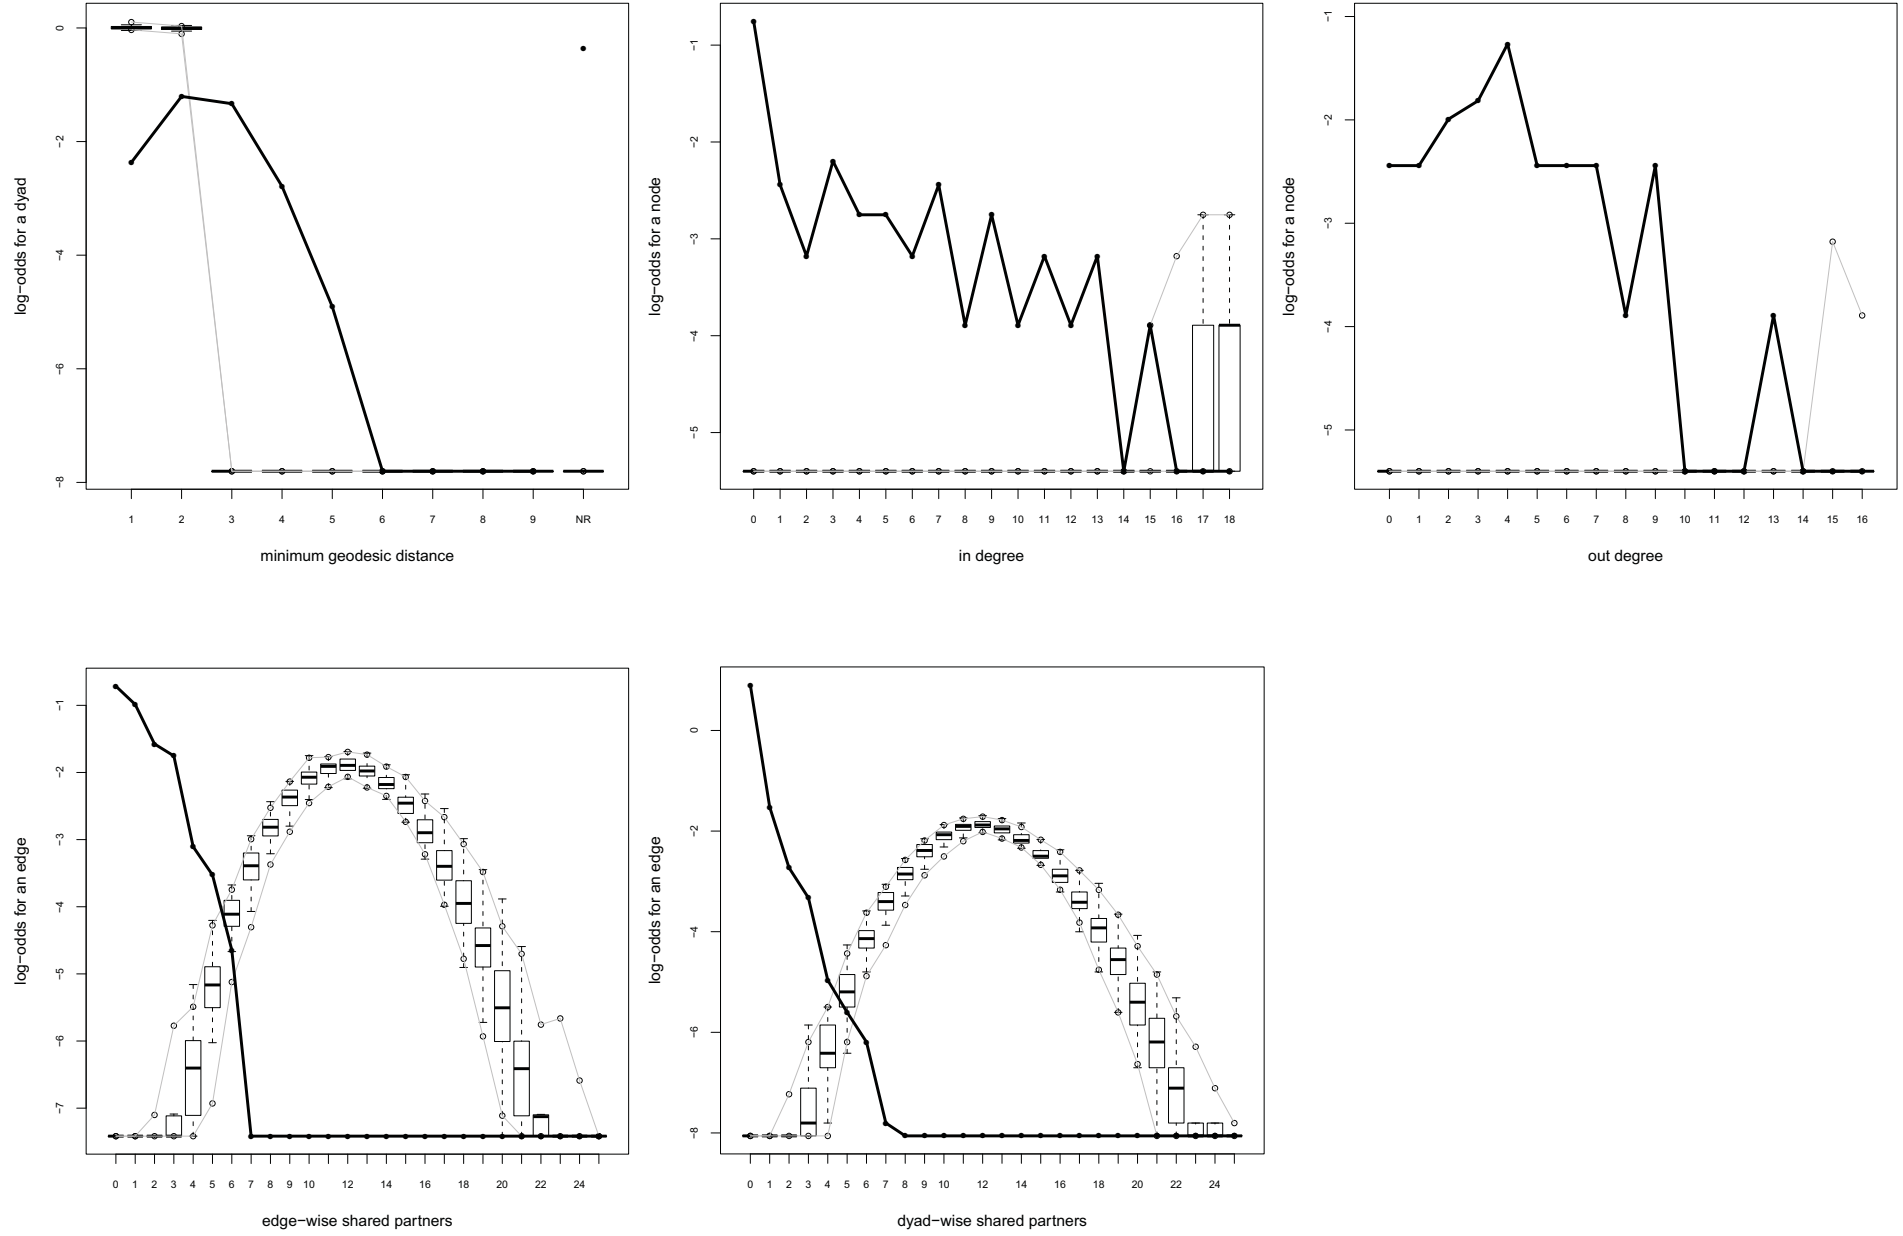 0
-2
-4
-6
-8
log-odds for a dyad
1 2 3 4 5 6 7 8 9 NR
minimum geodesic distance
-1
-2
-3
-4
-5
log-odds for a node
0 1 2 3 4 5 6 7 8 9 10 11 12 13 14 15 16 17 18
in degree
-1
-2
-3
-4
-5
log-odds for a node
0 1 2 3 4 5 6 7 8 9 10 11 12 13 14 15 16
out degree
-1
-2
-3
-4
-5
-6
-7
log-odds for an edge
0 1 2 3 4 5 6 7 8 9 10 12 14 16 18 20 22 24
edge-wise shared partners
0
-2
-4
-6
-8
log-odds for an edge
0 1 2 3 4 5 6 7 8 9 10 12 14 16 18 20 22 24
dyad-wise shared partners